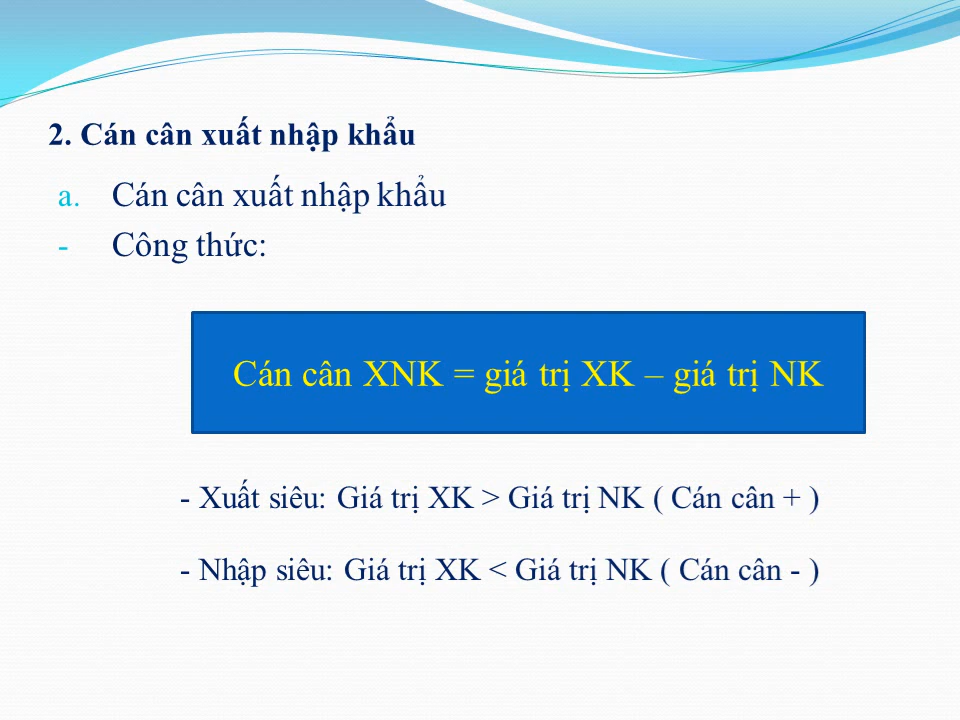 2. Cán cân xuất nhập khẩu
a. Cán cân xuất nhập khẩu
- Công thức:
Cán cân XNK = giá trị XK – giá trị NK
- Xuất siêu: Giá trị XK > Giá trị NK ( Cán cân + )
- Nhập siêu: Giá trị XK < Giá trị NK ( Cán cân - )